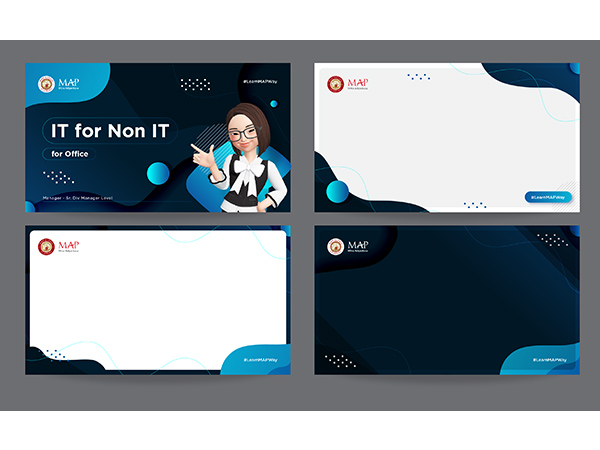 MAP
#LearnMAPWay
IT for Non IT
for Office
Manager - Sr. Div Manager Level
MAP
#LearnMAPWay
MAP
#LearnMAPWay
MAP
#LearnMAPWay